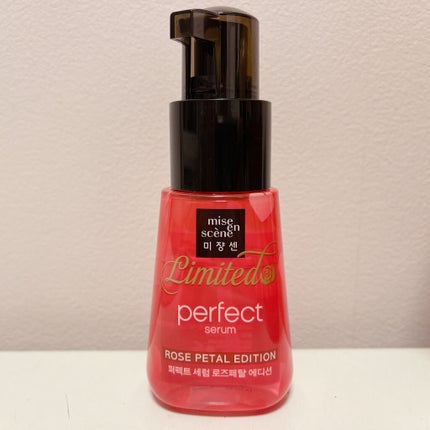 mise
en
scène
미쟝센
Limited
perfect
serum
ROSE PETAL EDITION
퍼펙트 세럼 로즈페탈 에디션